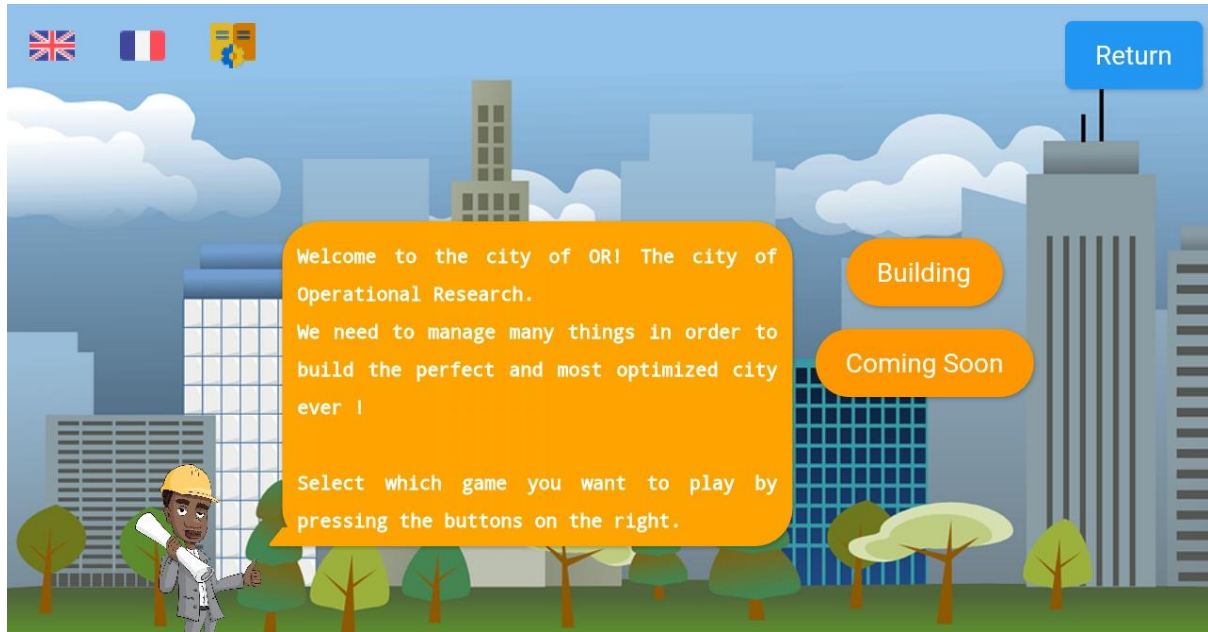 Return
Welcome to the city of OR! The city of
Operational Research.
We need to manage many things in order to
build the perfect and most optimized city
ever !
Select which game you want to play by
pressing the buttons on the right.
Building
Coming Soon